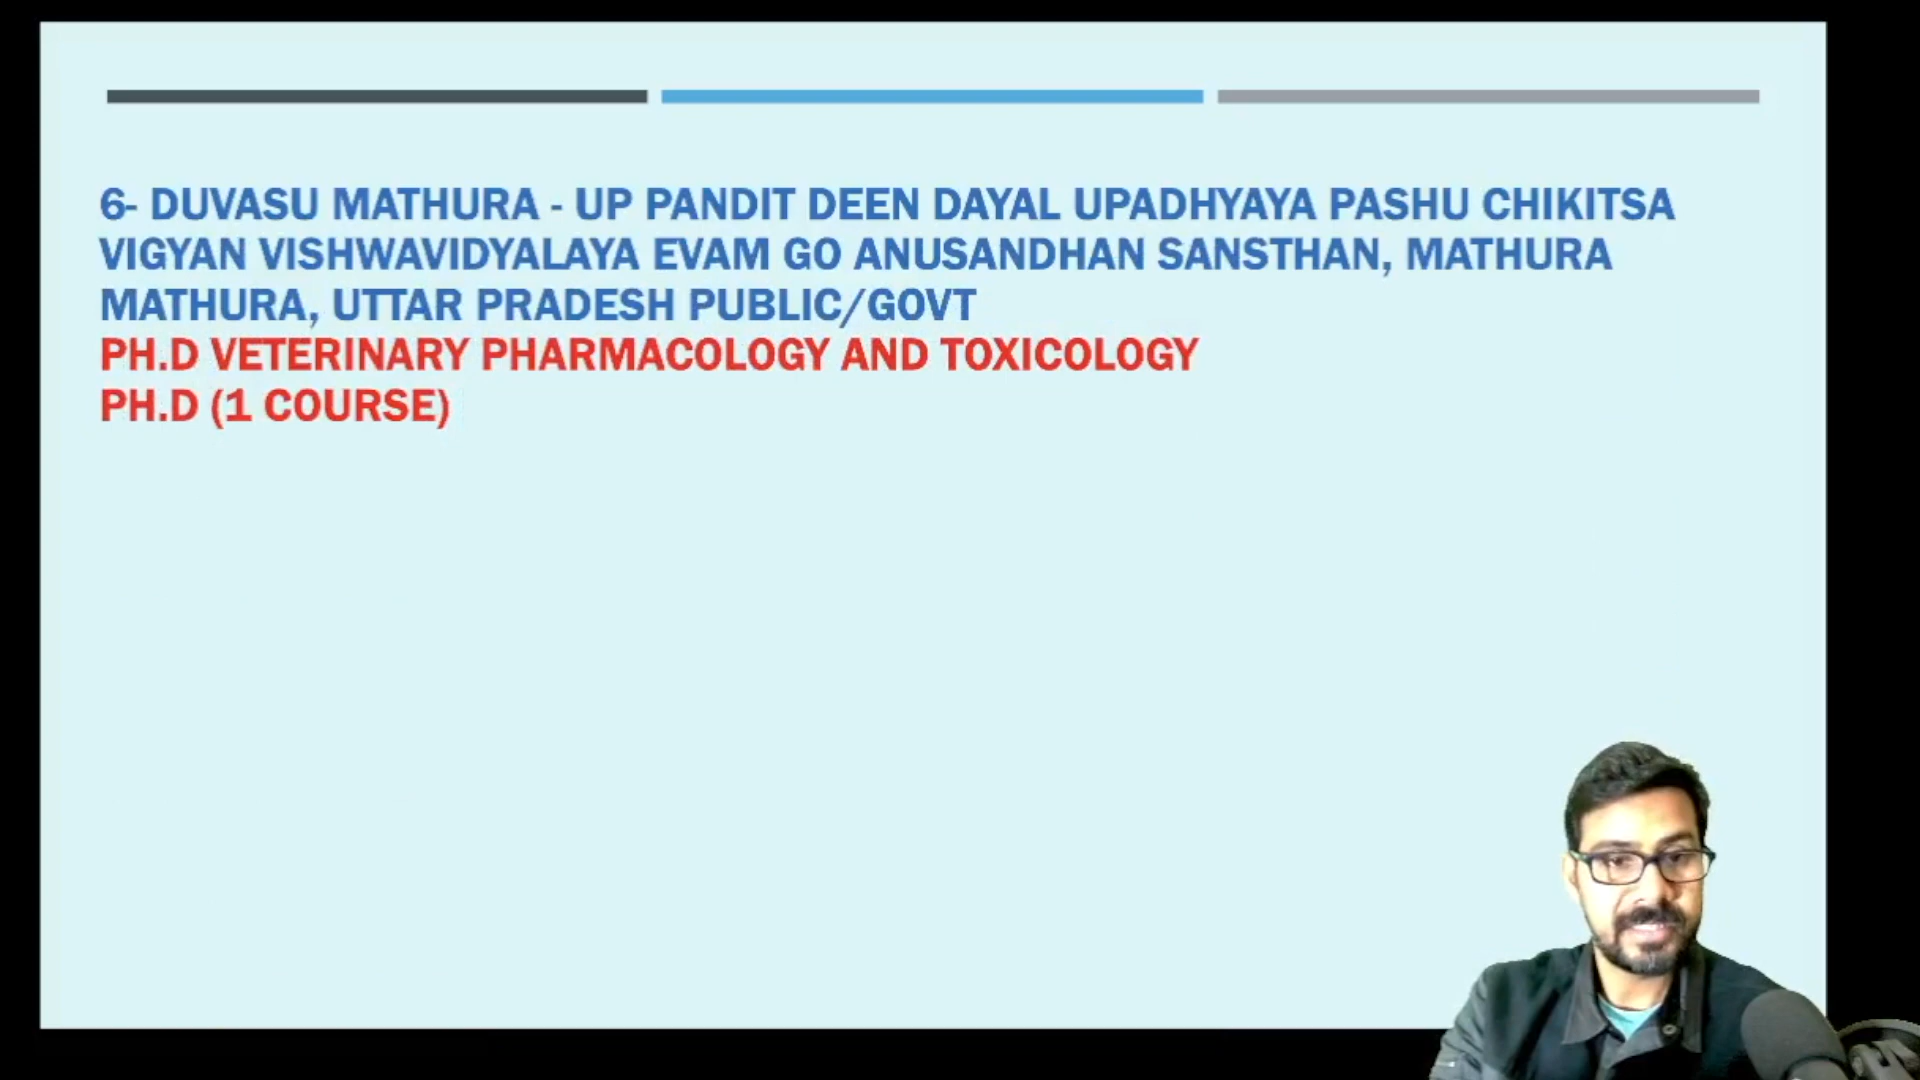 6- DUVASU MATHURA - UP PANDIT DEEN DAYAL UPADHYAYA PASHU CHIKITSA
VIGYAN VISHWAVIDYALAYA EVAM GO ANUSANDHAN SANSTHAN, MATHURA
MATHURA, UTTAR PRADESH PUBLIC/GOVT
PH.D VETERINARY PHARMACOLOGY AND TOXICOLOGY
PH.D (1 COURSE)